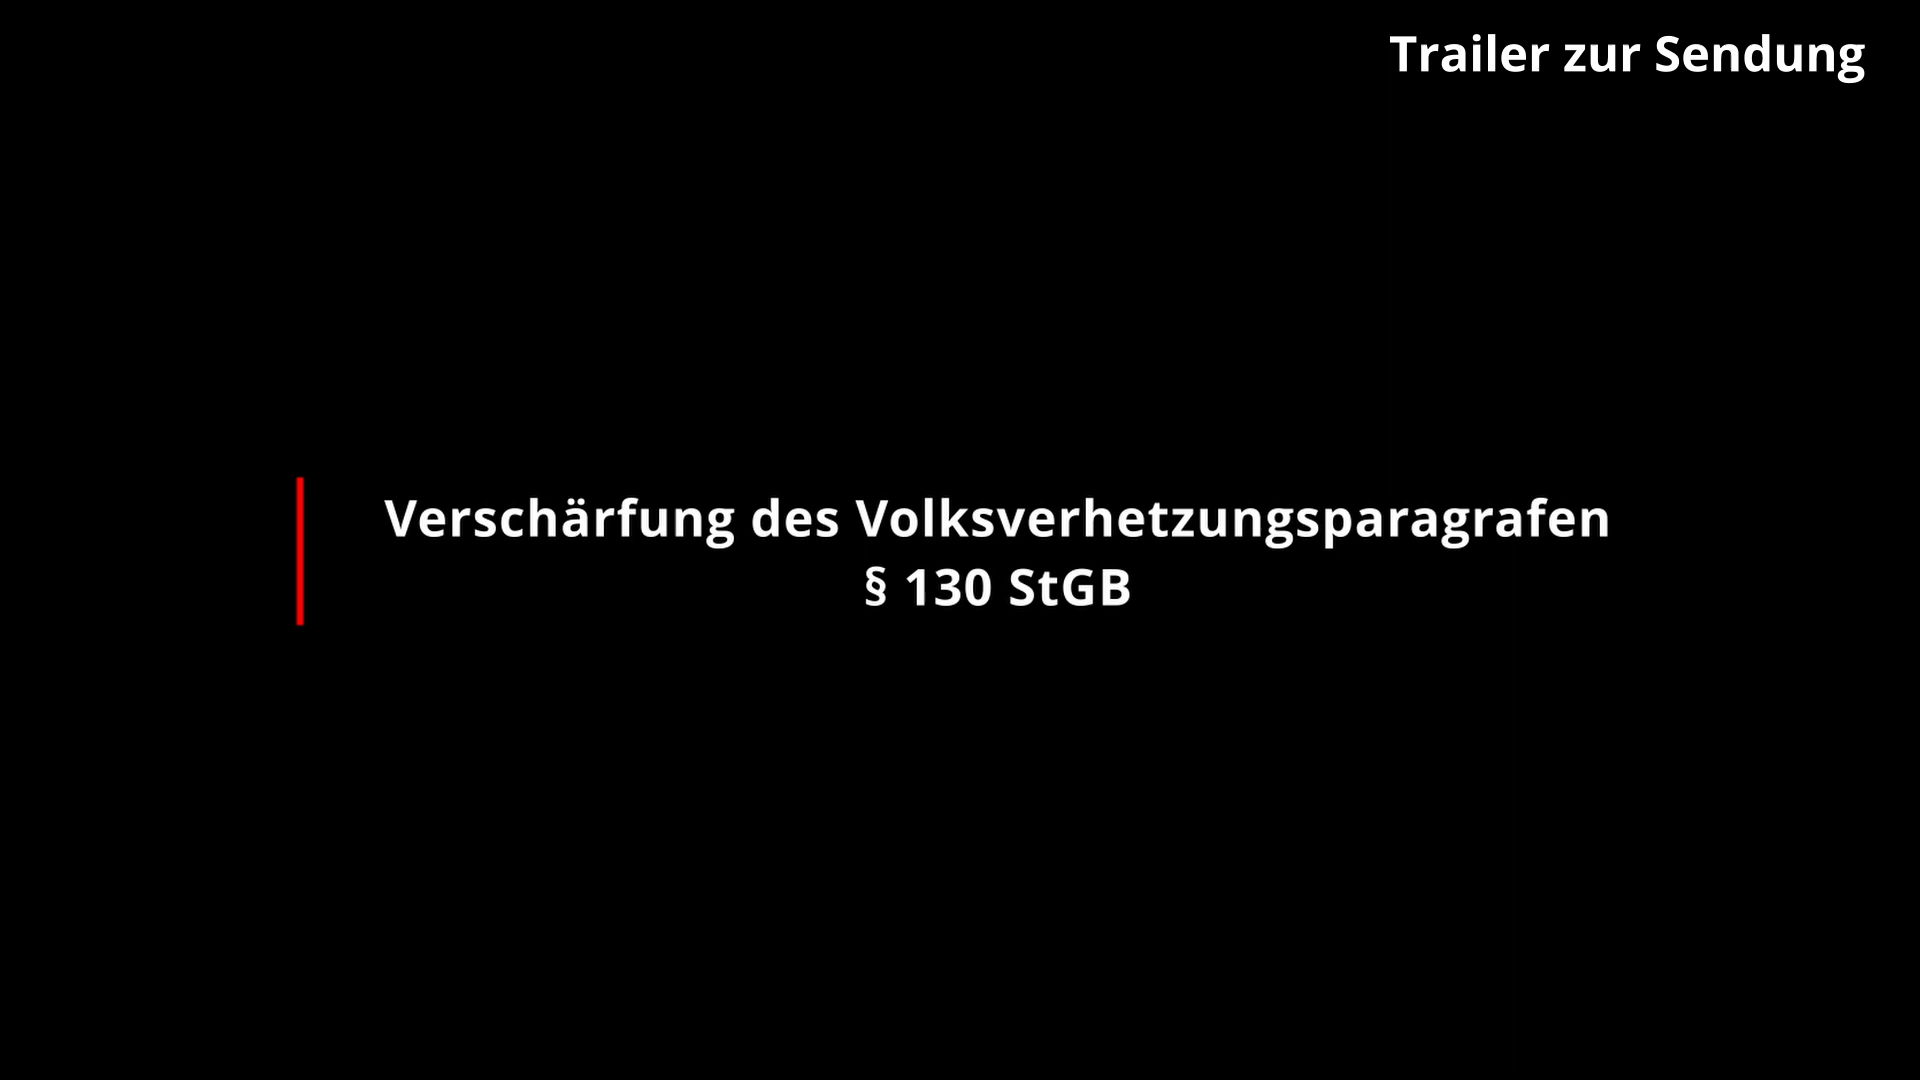 Trailer zur Sendung
Verschärfung des Volksverhetzungsparagrafen
§ 130 StGB